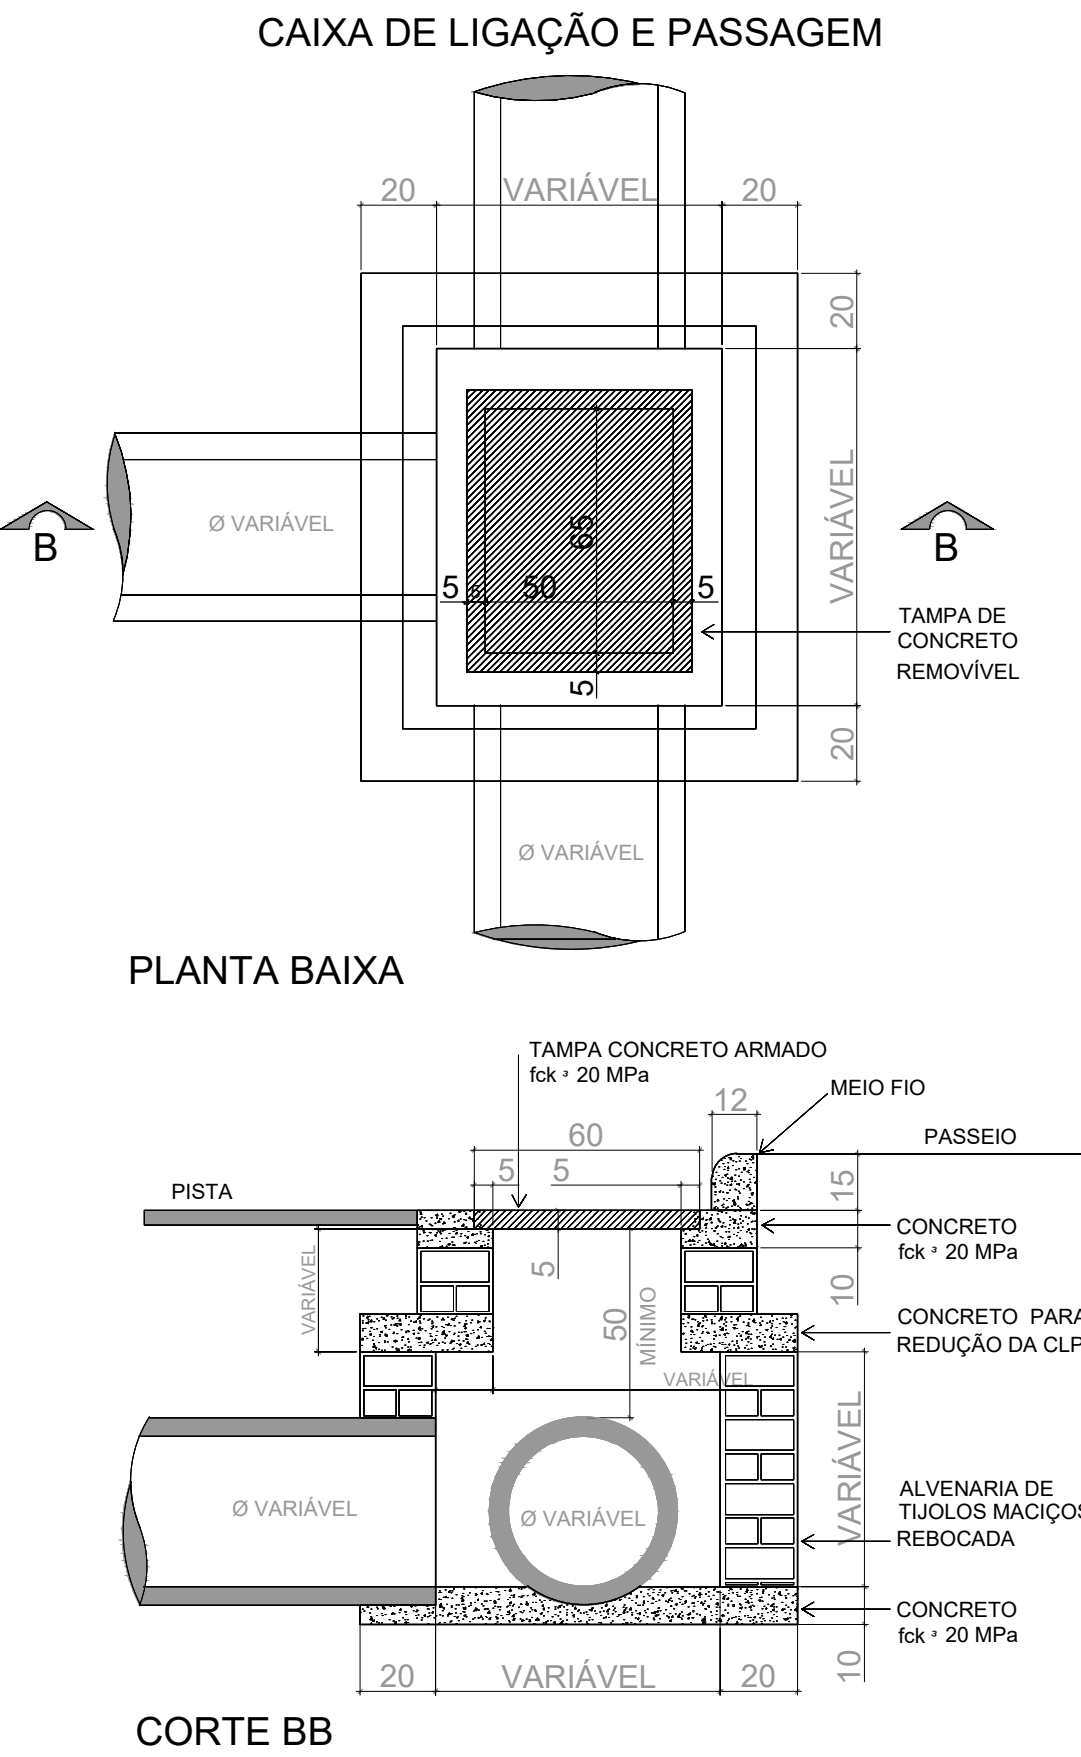 CAIXA DE LIGAÇÃO E PASSAGEM
20 VARIÁVEL 20
20
VARIÁVEL
Ø VARIÁVEL
B
B
65
5 5 50 5
5
TAMPA DE
CONCRETO
REMOVÍVEL
20
Ø VARIÁVEL
PLANTA BAIXA
TAMPA CONCRETO ARMADO
fck ³ 20 MPa
12
MEIO FIO
60
PASSEIO
5 5
PISTA
15
CONCRETO
fck ³ 20 MPa
VARIÁVEL
5
50
MÍNIMO
10
CONCRETO PARA
REDUÇÃO DA CLP
VARIÁVEL
VARIÁVEL
Ø VARIÁVEL
Ø VARIÁVEL
ALVENARIA DE
TIJOLOS MACIÇOS
REBOCADA
CONCRETO
fck ³ 20 MPa
10
20 VARIÁVEL 20
CORTE BB